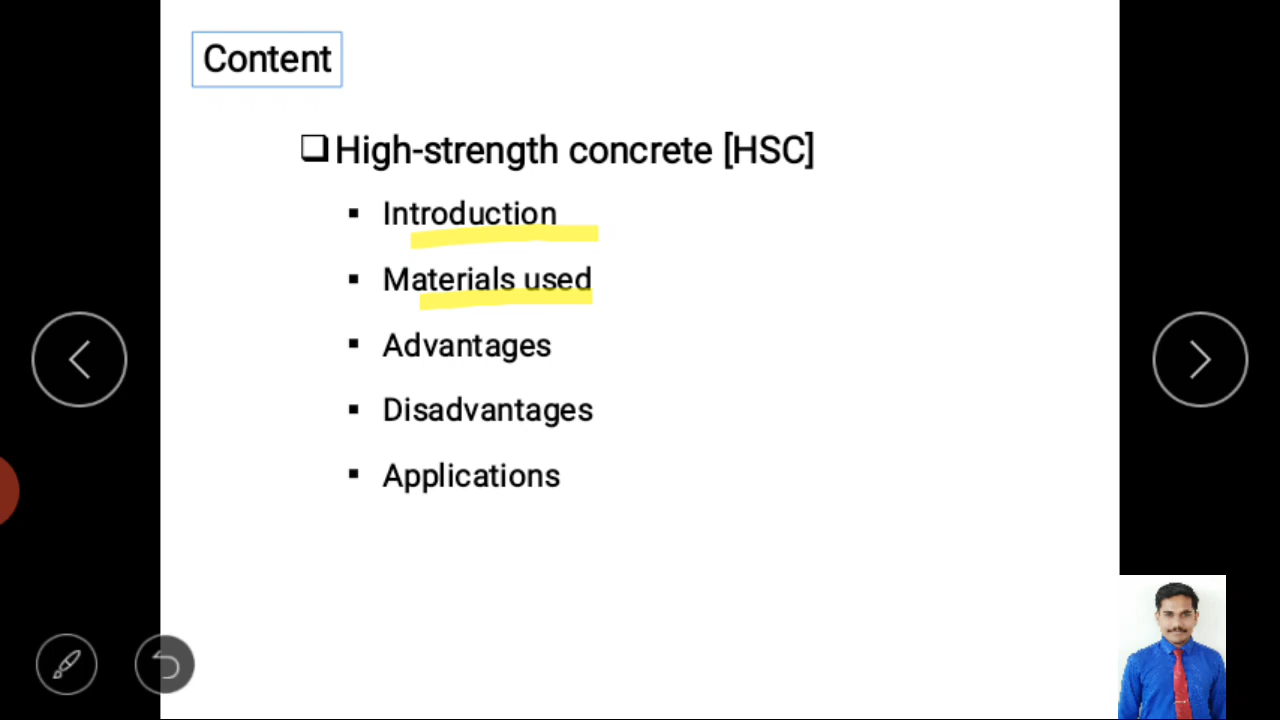 Content
High-strength concrete [HSC]
Introduction
Materials used
Advantages
Disadvantages
Applications